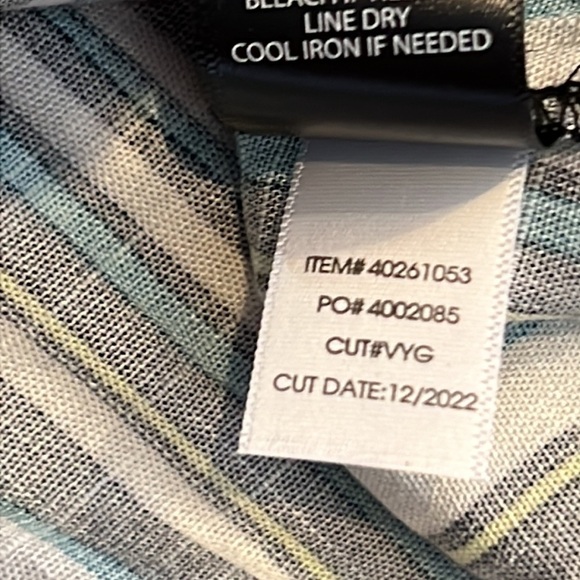 LINE DRY
COOL IRON IF NEEDED
ITEM# 40261053
PO# 4002085
CUT#VYG
CUT DATE:12/2022